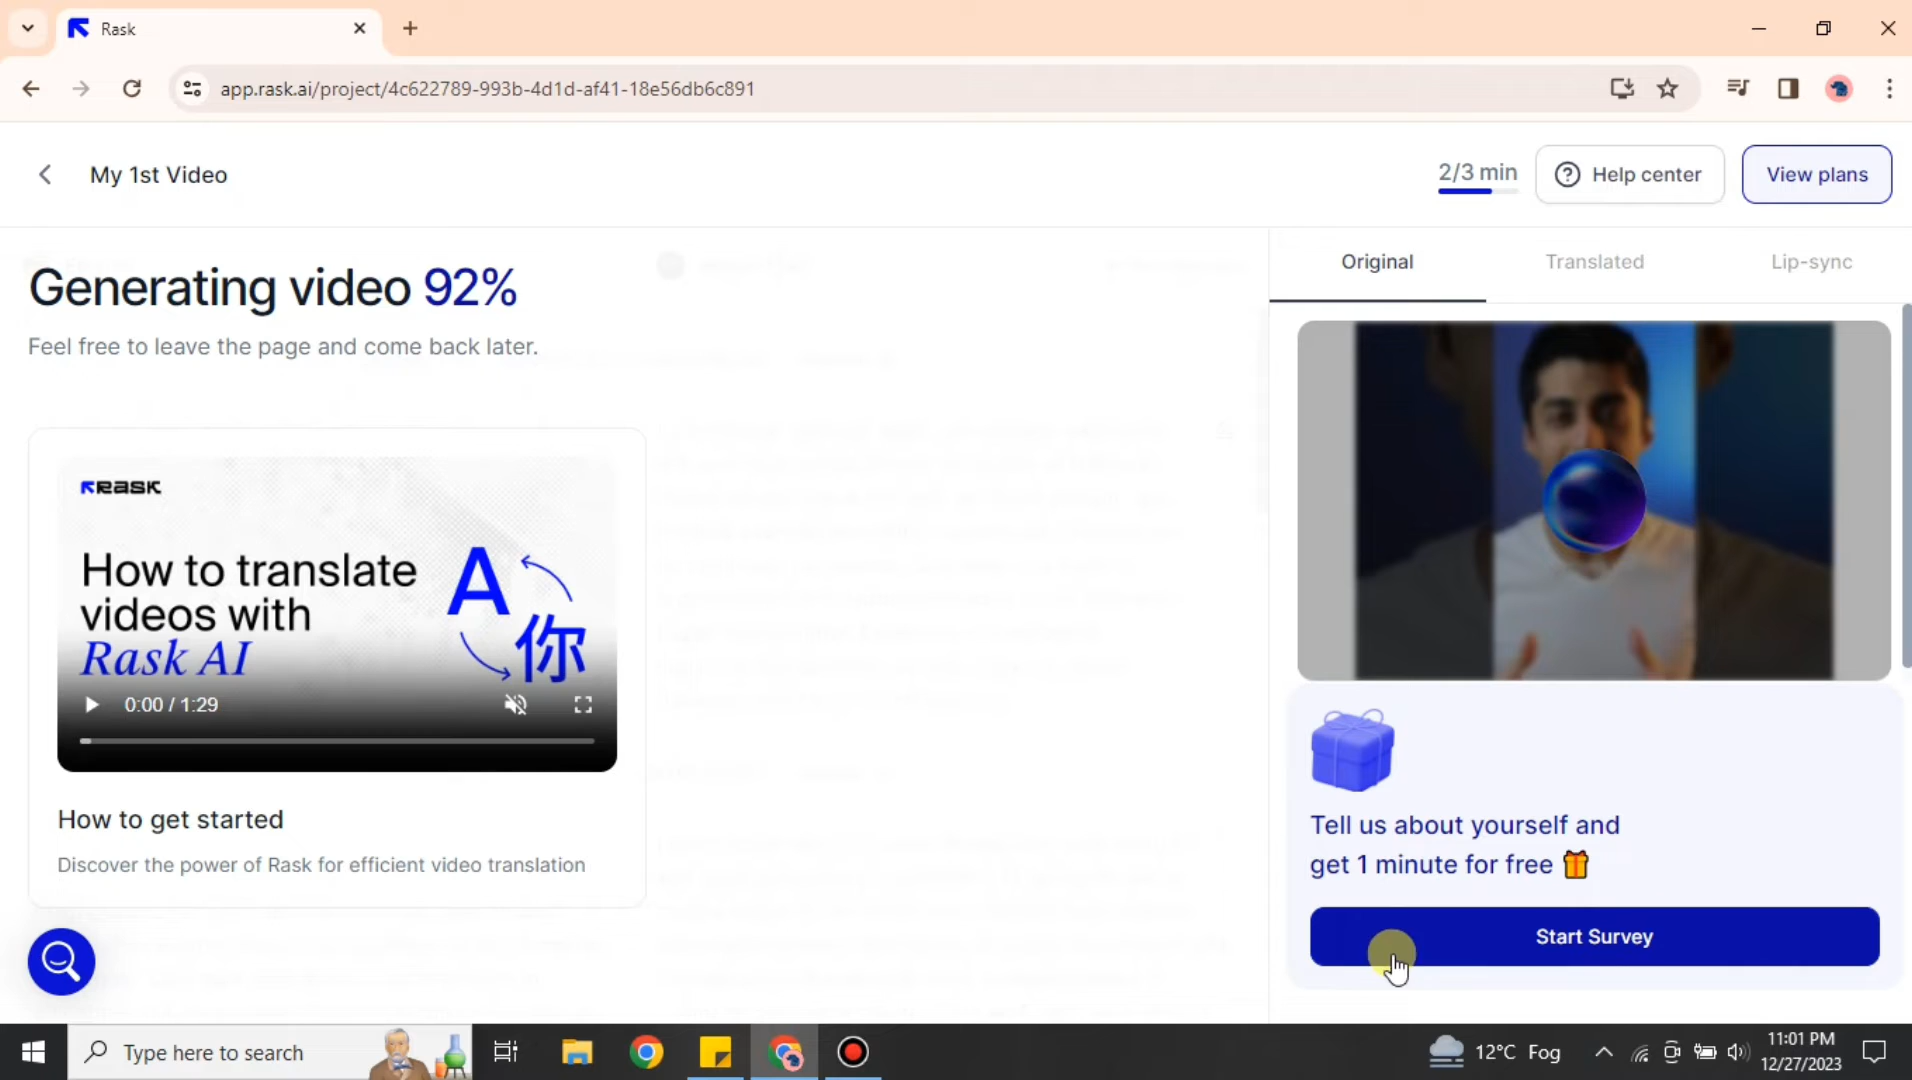 Rask
app.rask.ai/project/4c622789-993b-4d1d-af41-18e56db6c891
My 1st Video
2/3 min
Help center
View plans
Generating video 92%
Feel free to leave the page and come back later.
Original
Translated
Lip-sync
RASK
How to translate
videos with
Rask AI
A
你
0:00 / 1:29
How to get started
Discover the power of Rask for efficient video translation
Tell us about yourself and
get 1 minute for free
Start Survey
Type here to search
12°C Fog
11:01 PM
12/27/2023